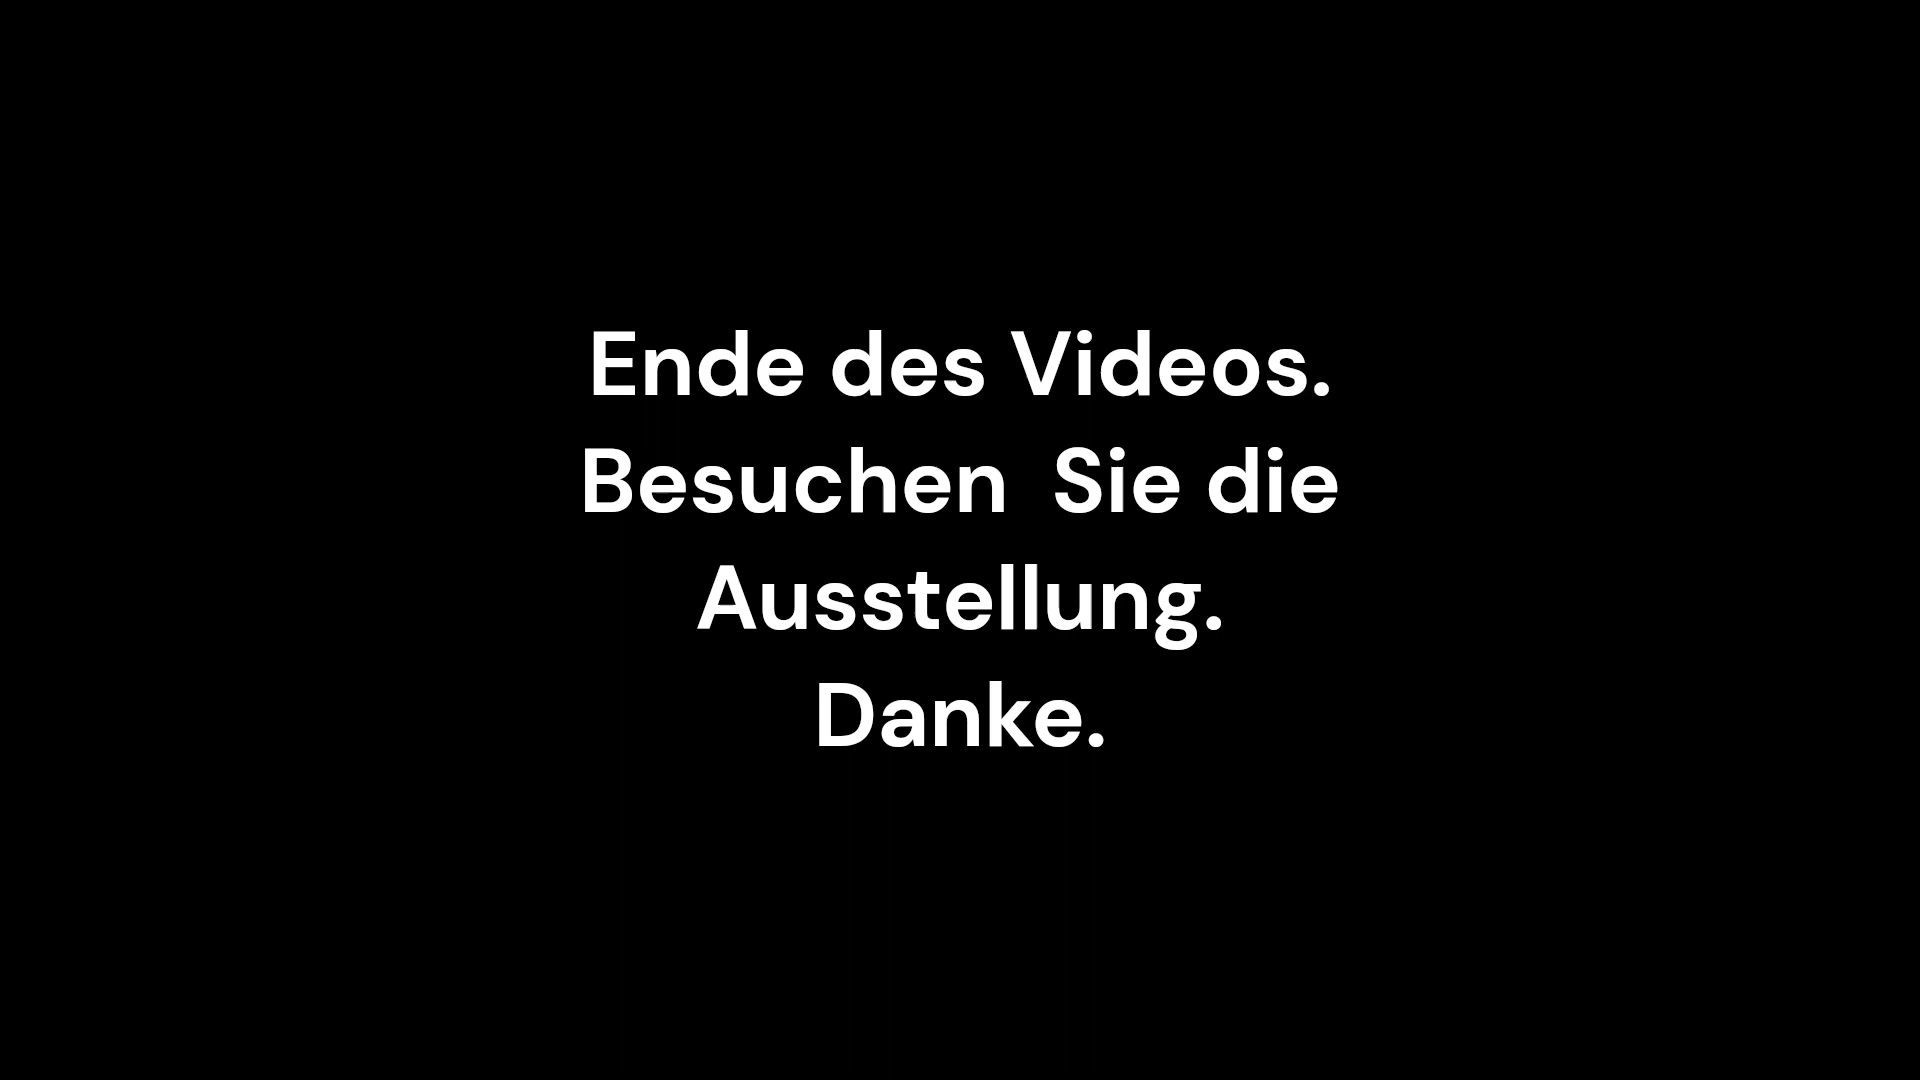 Ende des Videos.
Besuchen  Sie die
Ausstellung.
Danke.